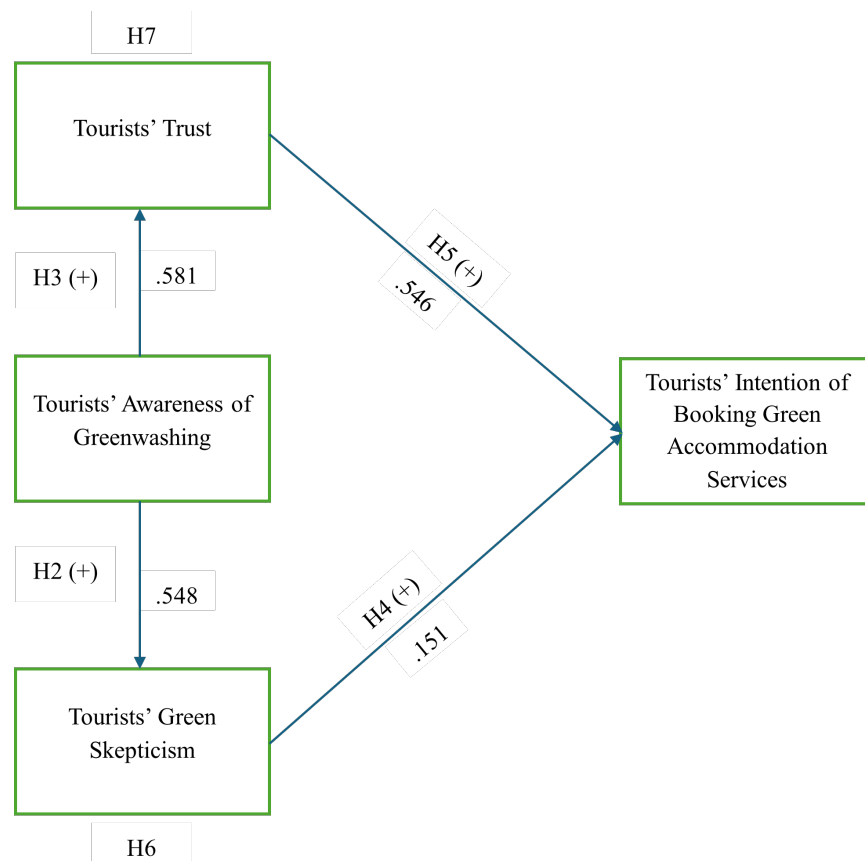 H7
Tourists’ Trust
H5 (+)
.546
H3 (+)
.581
Tourists’ Awareness of
Greenwashing
Tourists’ Intention of
Booking Green
Accommodation
Services
H2 (+)
.548
H4 (+)
.151
Tourists’ Green
Skepticism
H6